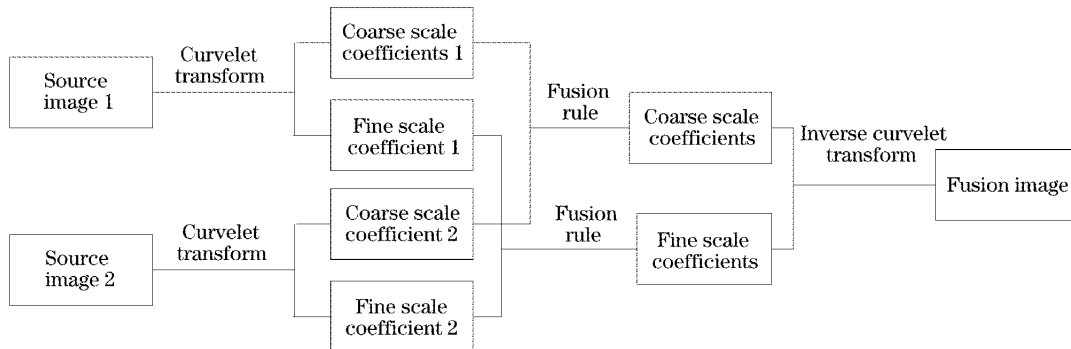 Source
image 1
Curvelet
transform
Coarse scale
coefficients 1
Fine scale
coefficient 1
Source
image 2
Curvelet
transform
Coarse scale
coefficient 2
Fine scale
coefficient 2
Fusion
rule
Coarse scale
coefficients
Fusion
rule
Fine scale
coefficients
Inverse curvelet
transform
Fusion image